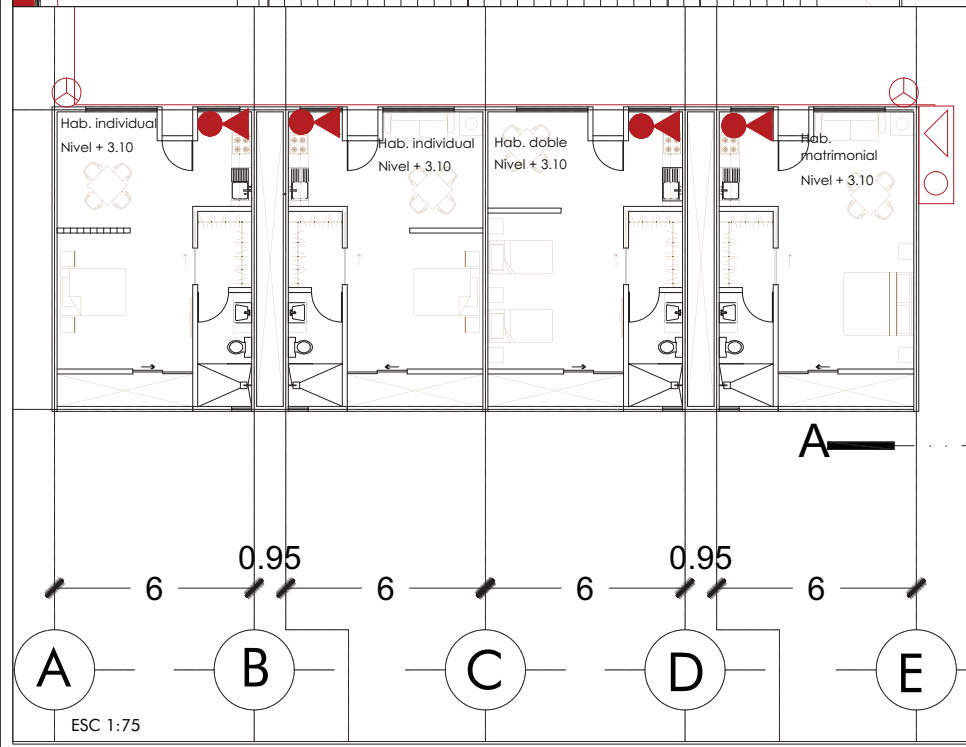 Hab. individual
Nivel + 3.10
Hab. individual
Nivel + 3.10
Hab. doble
Nivel + 3.10
Hab.
matrimonial
Nivel + 3.10
A
0.95
0.95
6
6
6
6
A
B
C
D
E
ESC 1:75